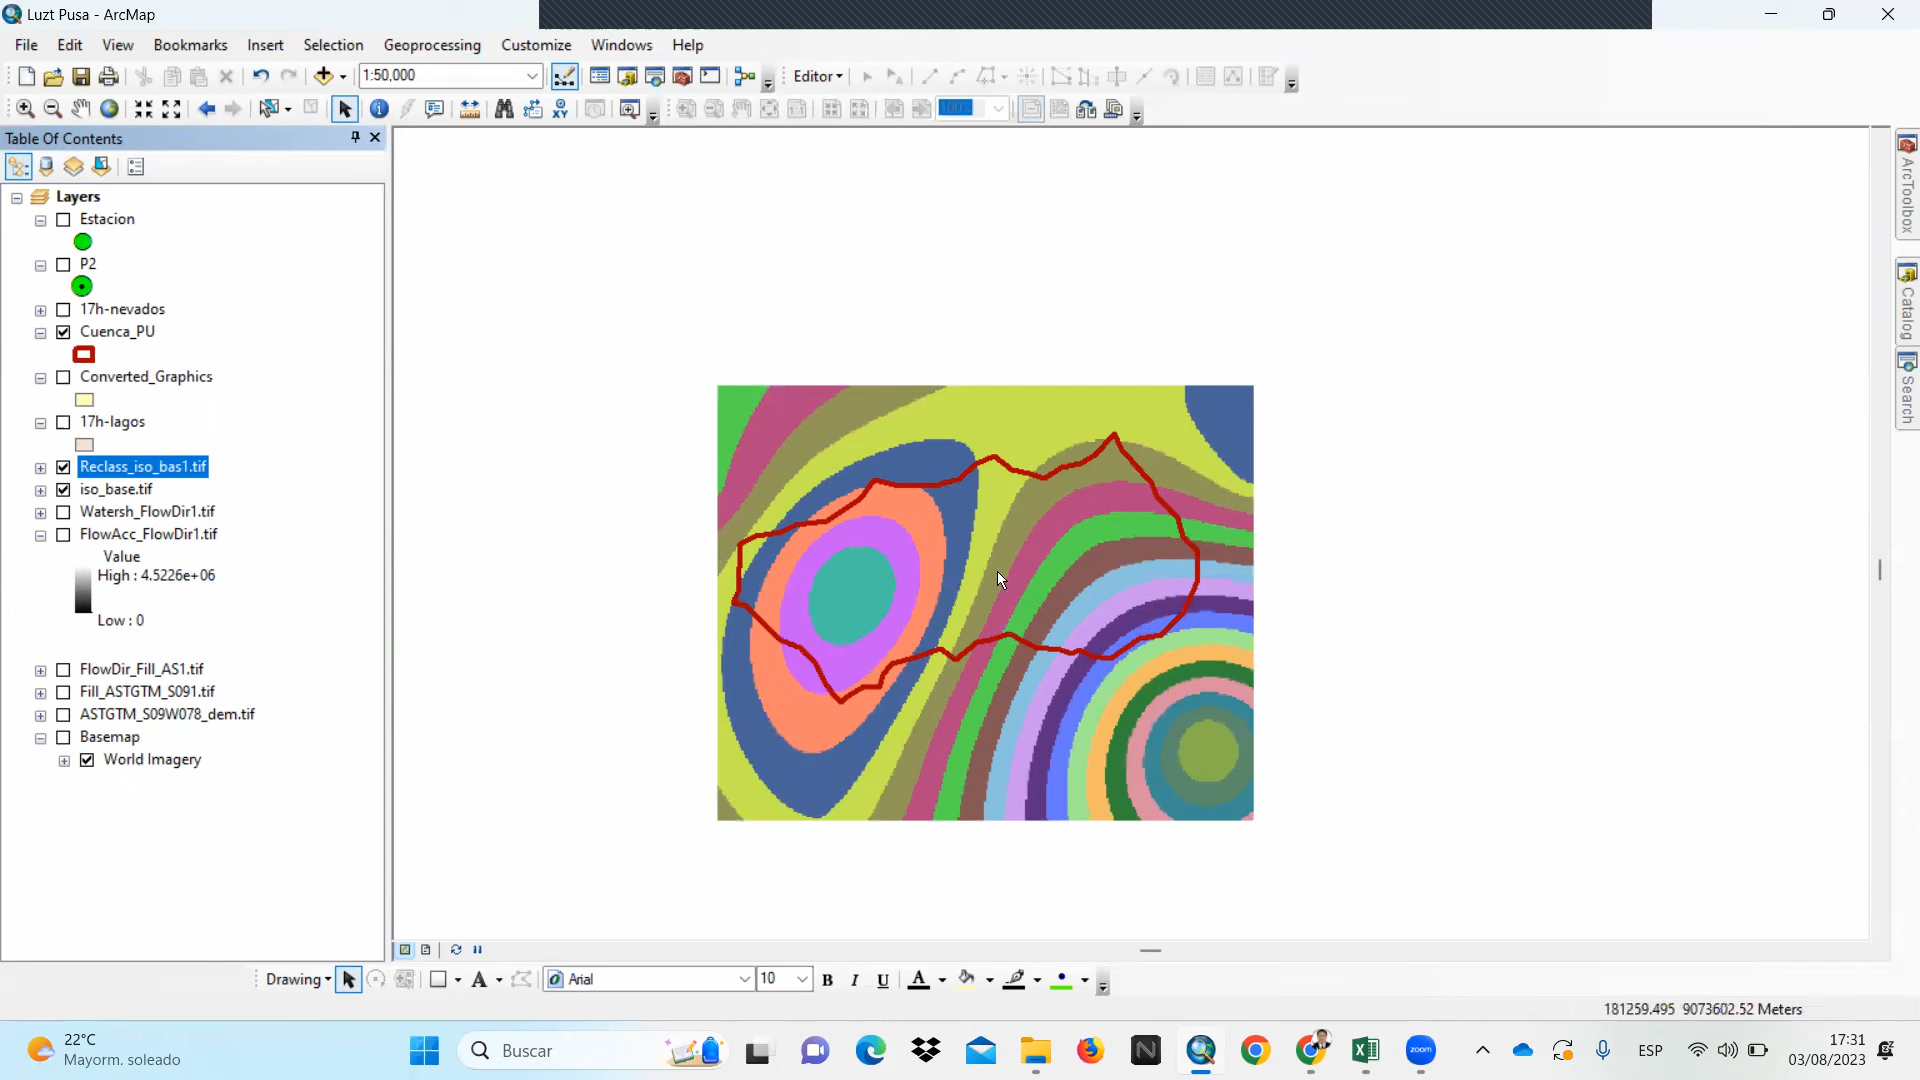 Luzt Pusa - ArcMap
File Edit View Bookmarks Insert Selection Geoprocessing Customize Windows Help
1:50,000
Editor
100%
Table Of Contents
Layers
Estacion
P2
17h-nevados
Cuenca_PU
Converted_Graphics
17h-lagos
Reclass_iso_bas1.tif
iso_base.tif
Watersh_FlowDir1.tif
FlowAcc_FlowDir1.tif
Value
High : 4.5226e+06
Low : 0
FlowDir_Fill_AS1.tif
Fill_ASTGTM_S091.tif
ASTGTM_S09W078_dem.tif
Basemap
World Imagery
ArcToolbox
Catalog
Search
Drawing
A
Arial
10
B I U A
181259.495 9073602.52 Meters
22°C
Mayorm. soleado
Buscar
zoom
ESP
17:31
03/08/2023